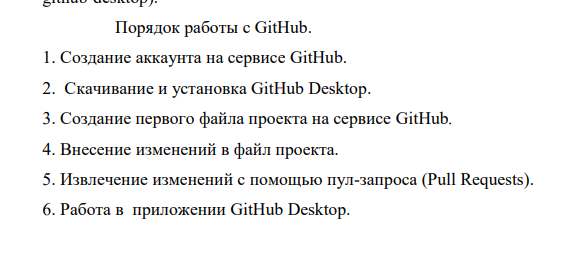 github-desktop).
Порядок работы с GitHub.
1. Создание аккаунта на сервисе GitHub.
2. Скачивание и установка GitHub Desktop.
3. Создание первого файла проекта на сервисе GitHub.
4. Внесение изменений в файл проекта.
5. Извлечение изменений с помощью пул-запроса (Pull Requests).
6. Работа в приложении GitHub Desktop.